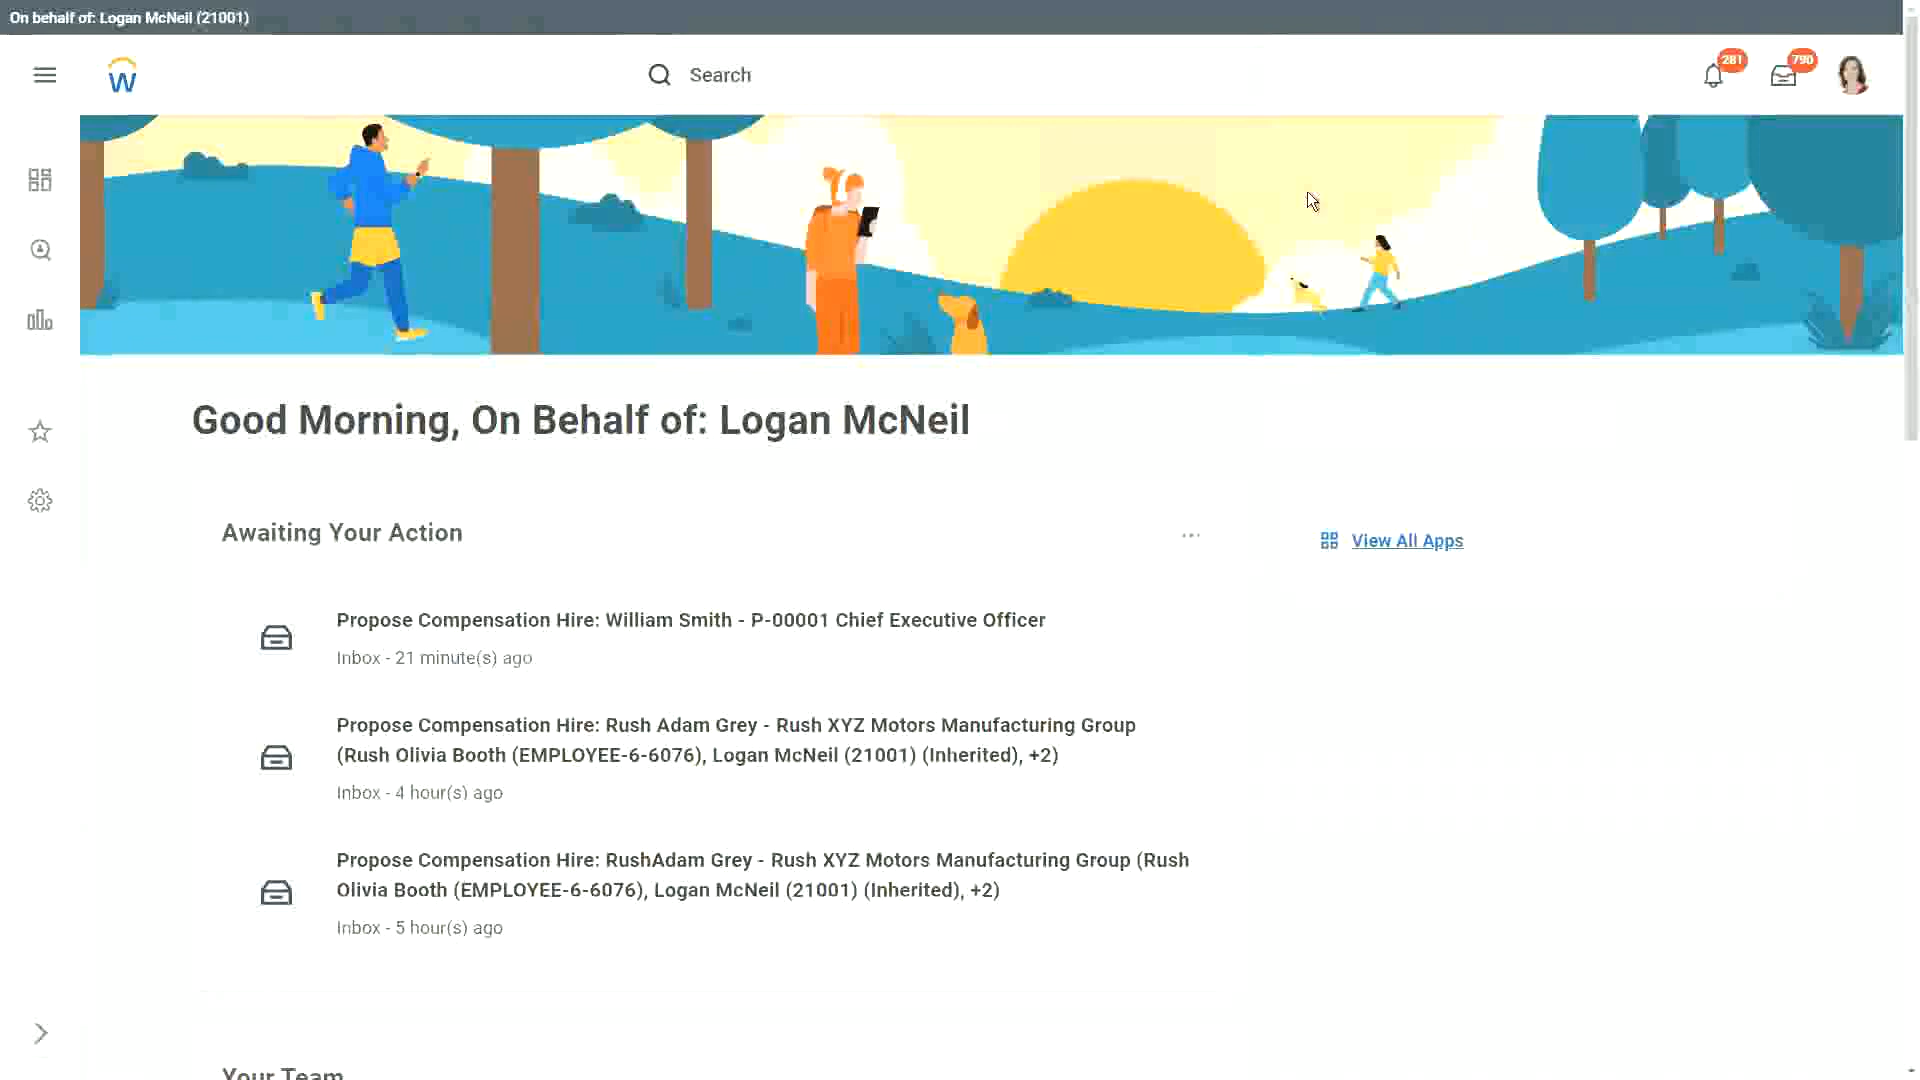 On behalf of: Logan McNeil (21001)
W
Search
281
790
Good Morning, On Behalf of: Logan McNeil
Awaiting Your Action
View All Apps
Propose Compensation Hire: William Smith - P-00001 Chief Executive Officer
Inbox - 21 minute(s) ago
Propose Compensation Hire: Rush Adam Grey - Rush XYZ Motors Manufacturing Group
(Rush Olivia Booth (EMPLOYEE-6-6076), Logan McNeil (21001) (Inherited), +2)
Inbox - 4 hour(s) ago
Propose Compensation Hire: RushAdam Grey - Rush XYZ Motors Manufacturing Group (Rush
Olivia Booth (EMPLOYEE-6-6076), Logan McNeil (21001) (Inherited), +2)
Inbox - 5 hour(s) ago
Your Team